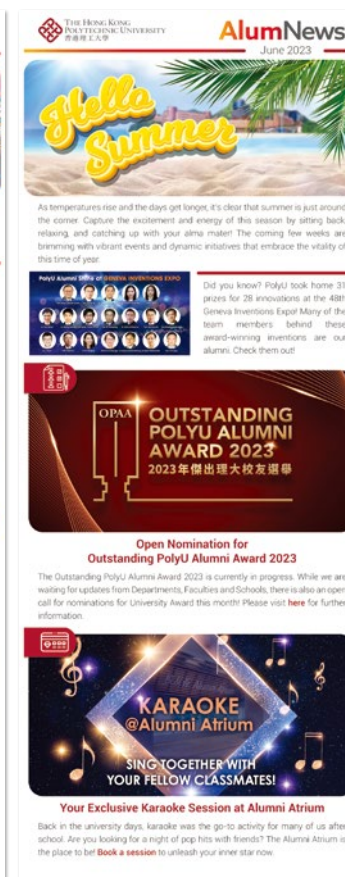 THE HONG KONG
POLYTECHNIC UNIVERSITY
香港理工大學
AlumNews
June 2023
Hello
Summer
As temperatures rise and the days get longer, it's clear that summer is just around
the corner. Capture the excitement and energy of this season by sitting back,
relaxing, and catching up with your alma mater! The coming few weeks are
brimming with vibrant events and dynamic initiatives that embrace the vitality of
this time of year.
PolyU Alumni Shine at GENEVA INVENTIONS EXPO
Did you know? PolyU took home 31
prizes for 28 innovations at the 48th
Geneva Inventions Expo! Many of the
team members behind these
award-winning inventions are our
alumni. Check them out!
OPAA
OUTSTANDING
POLYU ALUMNI
AWARD 2023
2023年傑出理大校友選舉
Open Nomination for
Outstanding PolyU Alumni Award 2023
The Outstanding PolyU Alumni Award 2023 is currently in progress. While we are
waiting for updates from Departments, Faculties and Schools, there is also an open
call for nominations for University Award this month! Please visit here for further
information.
KARAOKE
@Alumni Atrium
SING TOGETHER WITH
YOUR FELLOW CLASSMATES!
Your Exclusive Karaoke Session at Alumni Atrium
Back in the university days, karaoke was the go-to activity for many of us after
school. Are you looking for a night of pop hits with friends? The Alumni Atrium is
the place to be! Book a session to unleash your inner star now.